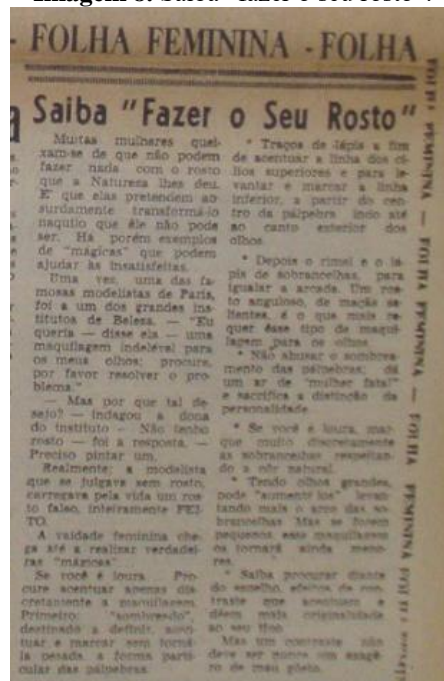 Imagem 8: Saiba "fazer o seu rosto".
- FOLHA FEMININA - FOLHA
Saiba "Fazer o Seu Rosto"
Muitas mulheres quei-
xam-se de que não podem
fazer nada com o rosto
que a Natureza lhes deu.
E' que elas pretendem ab-
surdamente transformá-lo
naquilo que êle não pode
ser. Ha porém exemplos
de "mágicas" que podem
ajudar às insatisfeitas.
Uma vez, uma das fa-
mosas modelistas de Paris,
foi a um dos grandes ins-
titutos de Beleza. — "Eu
queria — disse ela — uma
maquilagem indelével para
os meus olhos; procure,
por favor resolver o pro-
blema."
— Mas por que tal de-
sejo? — indagou a dona
do instituto — Não tenho
rosto — foi a resposta. —
Preciso pintar um.
Realmente: a modelista
que se julgava sem rosto,
carregava pela vida um ros-
to falso, inteiramente FEI-
TO.
A vaidade feminina che-
ga até a realizar verdadei-
ras "mágicas"
Se você é loura. Pro-
cure acentuar apenas dis-
cretamente a maquilagem.
Primeiro: "sombreado",
destinado a definir, acen-
tuar e marcar sem torná-
la pesada, a forma parti-
cular das pálpebras.
* Traços de lápis a fim
de acentuar a linha dos cí-
lios superiores e para le-
vantar e marcar a linha
inferior, a partir do cen-
tro da pálpebra indo até
ao canto exterior dos
olhos.
* Depois o rimel e o lá-
pis de sobrancelhas, para
igualar a arcada. Um ros-
to anguloso, de maçãs sa-
lientes, é o que mais re-
quer êsse tipo de maqui-
lagem para os olhos.
* Não abusar o sombrea-
mento das pálpebras; dá
um ar de "mulher fatal"
e sacrifica a distinção da
personalidade.
* Se você é loura, mar-
que muito discretamente
as sobrancelhas respeitan-
do a côr natural.
* Tendo olhos grandes,
pode "aumentá-los" levan-
tando mais o arco das so-
brancelhas Mas se forem
pequenos, essa maquilagem
os tornará ainda meno-
res.
* Saiba procurar diante
do espelho, efeitos de con-
traste que acentuem e
dêem mais originalidade
ao seu tipo.
Mas um contraste não
deve ser nunca um exagê-
ro de mau gôsto.
FOLHA FEMININA — FOLHA FEMININA —